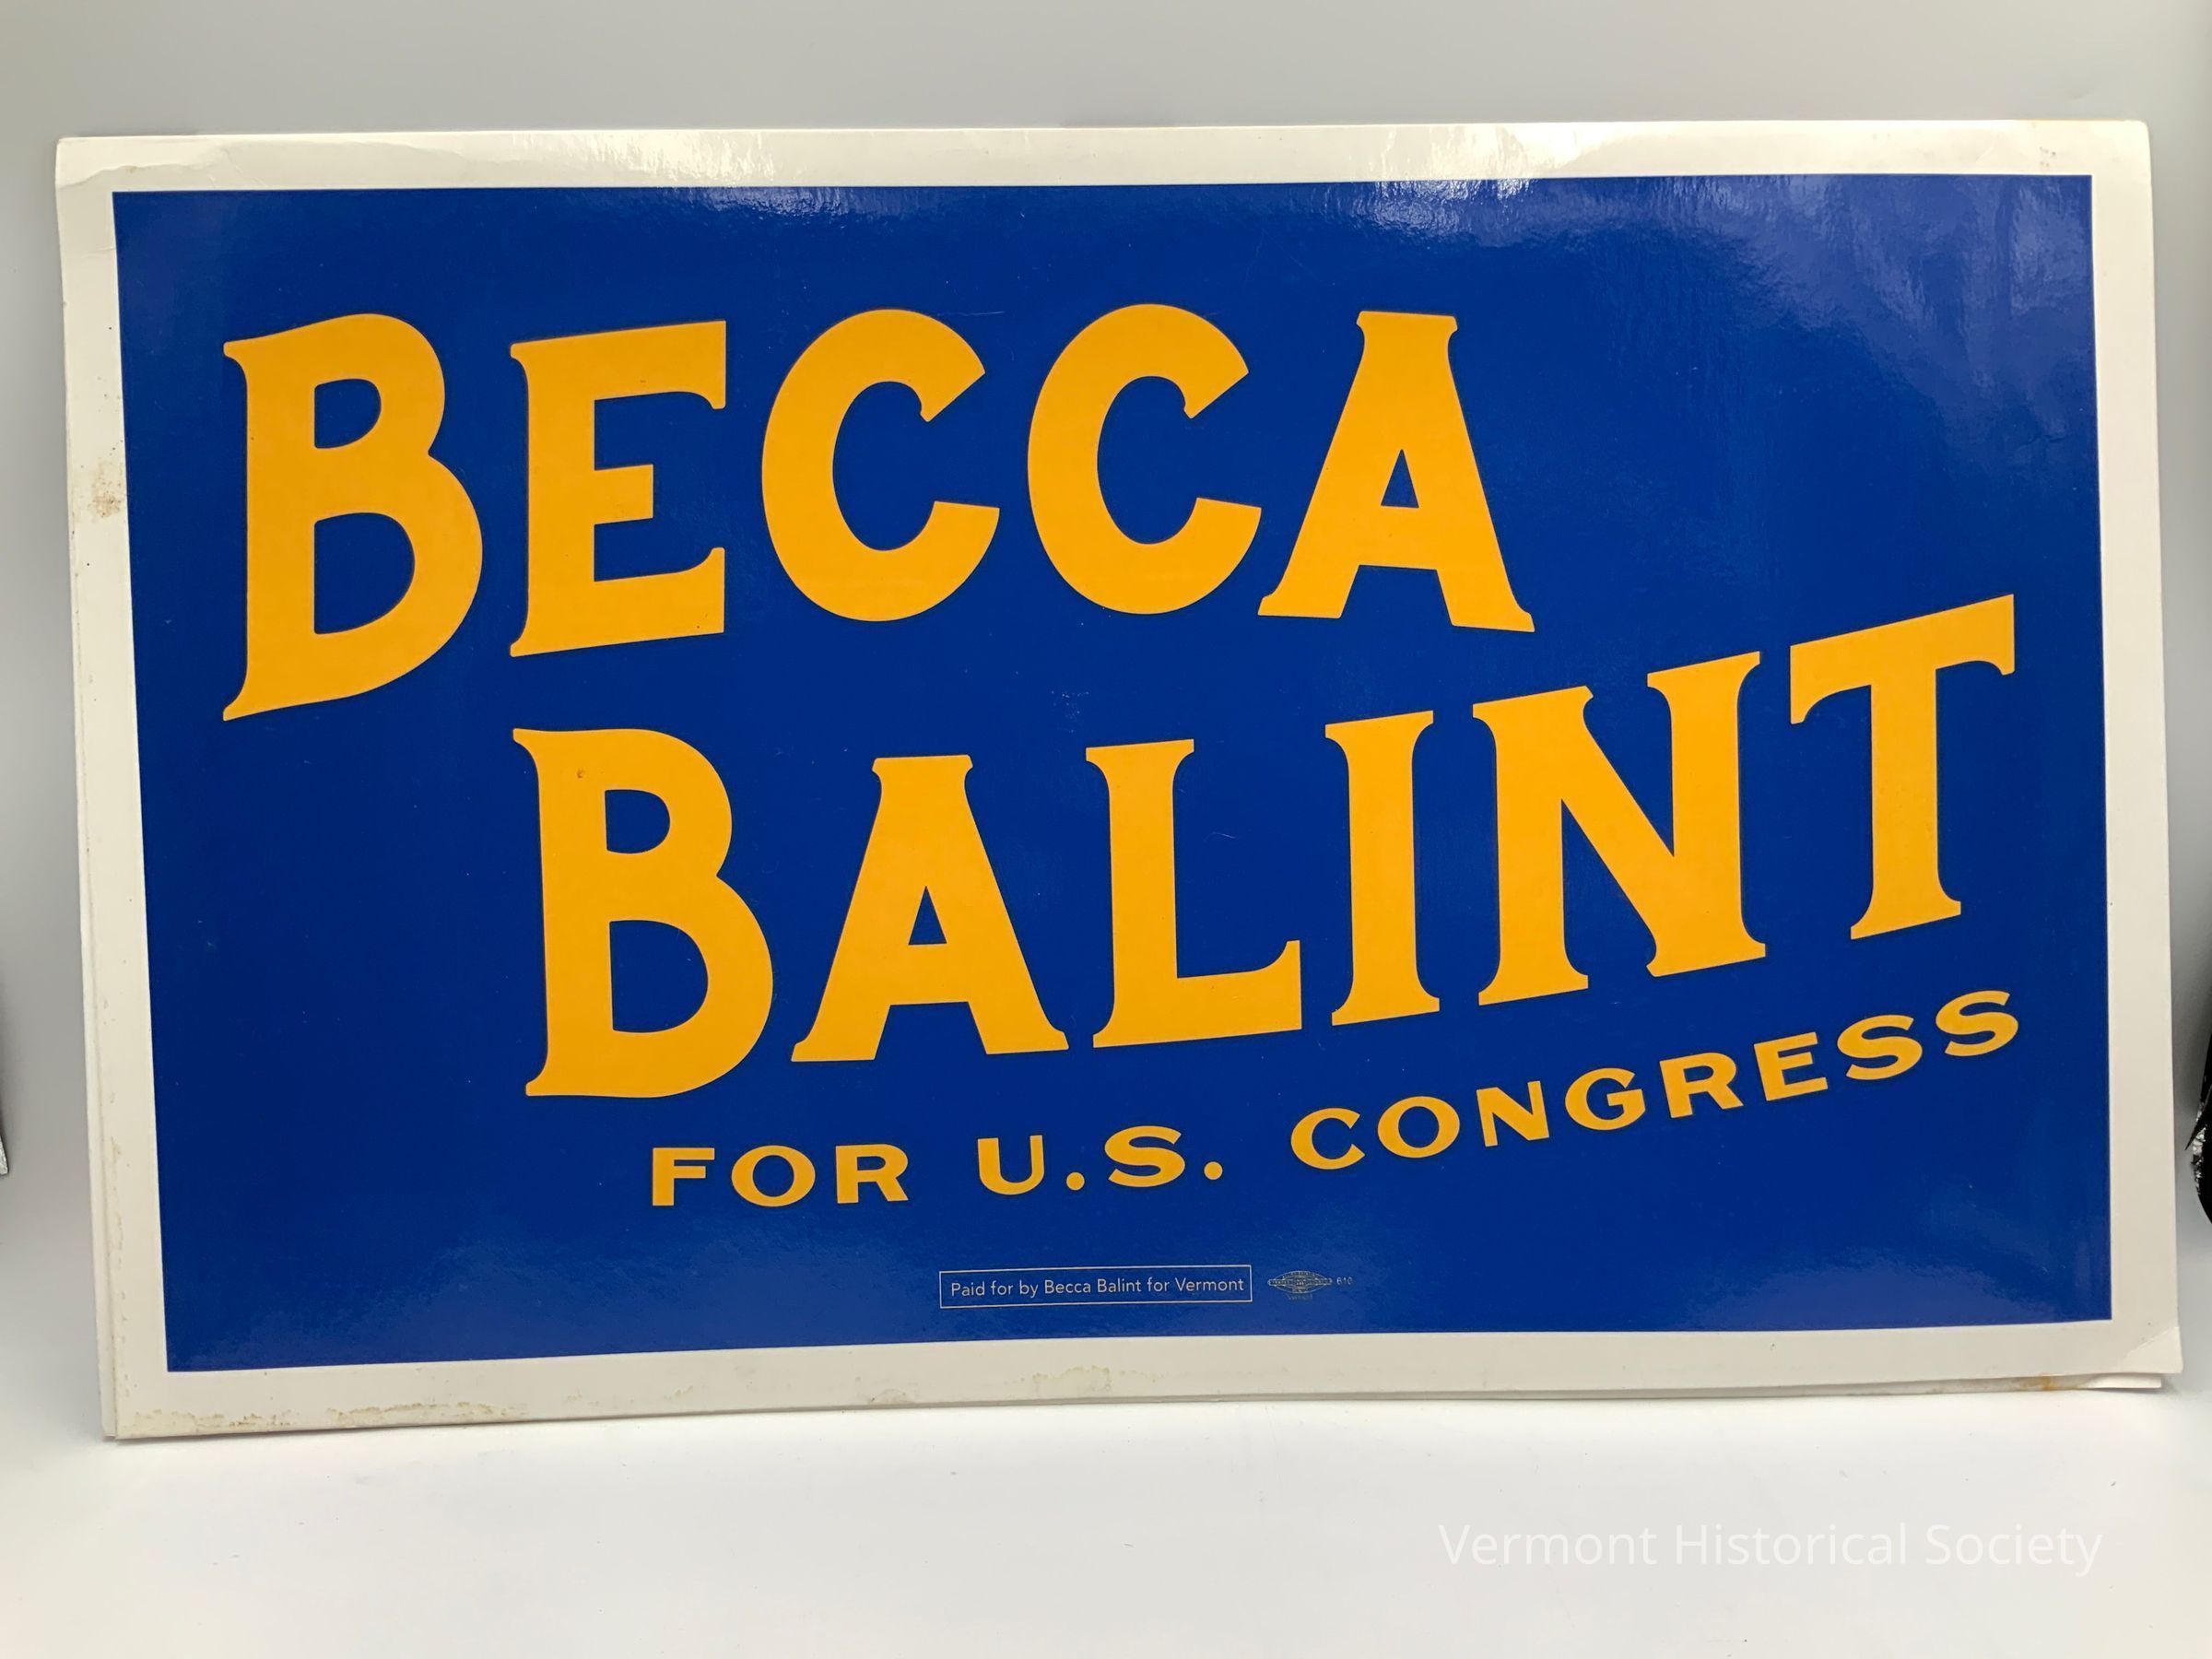 BECCA
BALINT
FOR U.S. CONGRESS
Paid for by Becca Balint for Vermont
Vermont Historical Society